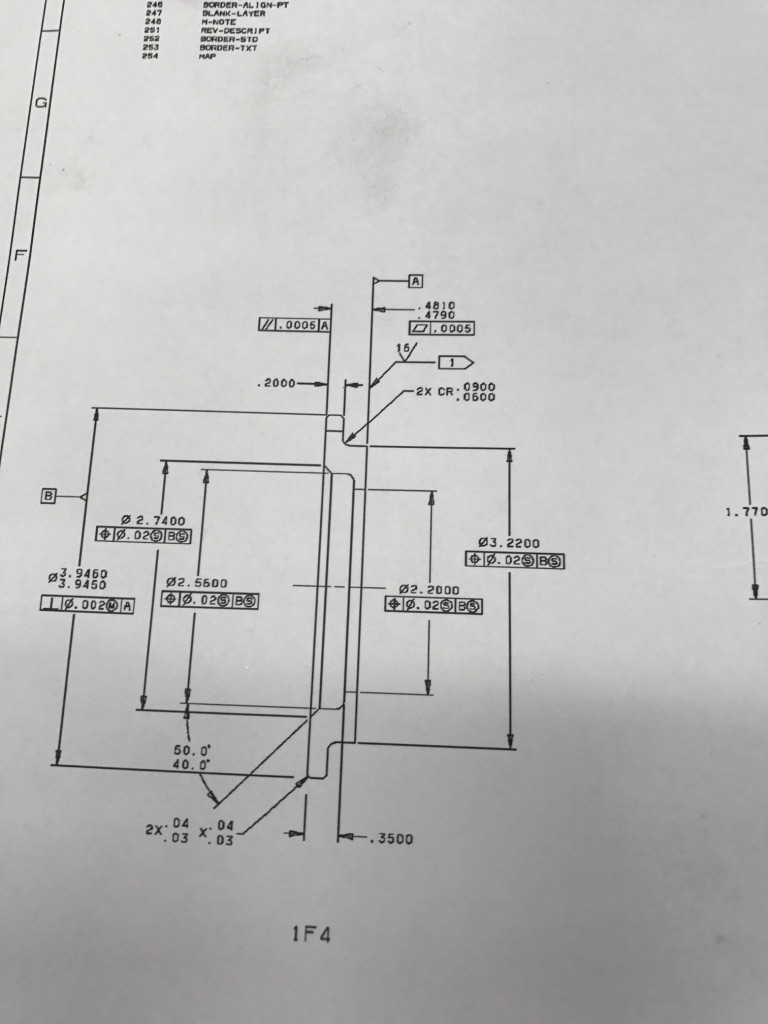 246 BORDER-ALIGN-PT
247 BLANK-LAYER
248 M-NOTE
251 REV-DESCRIPT
252 BORDER-STD
253 BORDER-TXT
254 MAP
G
F
A
.4810
.4790
// .0005 A
⏥ .0005
16/
1
.2000
2X CR .0900
.0600
B
1.770
Ø 2.7400
⌖ Ø.02Ⓢ BⓈ
Ø3.2200
⌖ Ø.02Ⓢ BⓈ
Ø3.9460
3.9450
⊥ Ø.002Ⓜ A
Ø2.5600
⌖ Ø.02Ⓢ BⓈ
Ø2.2000
⌖ Ø.02Ⓢ BⓈ
50.0°
40.0°
2X .04 X .04
.03 .03
.3500
1F4